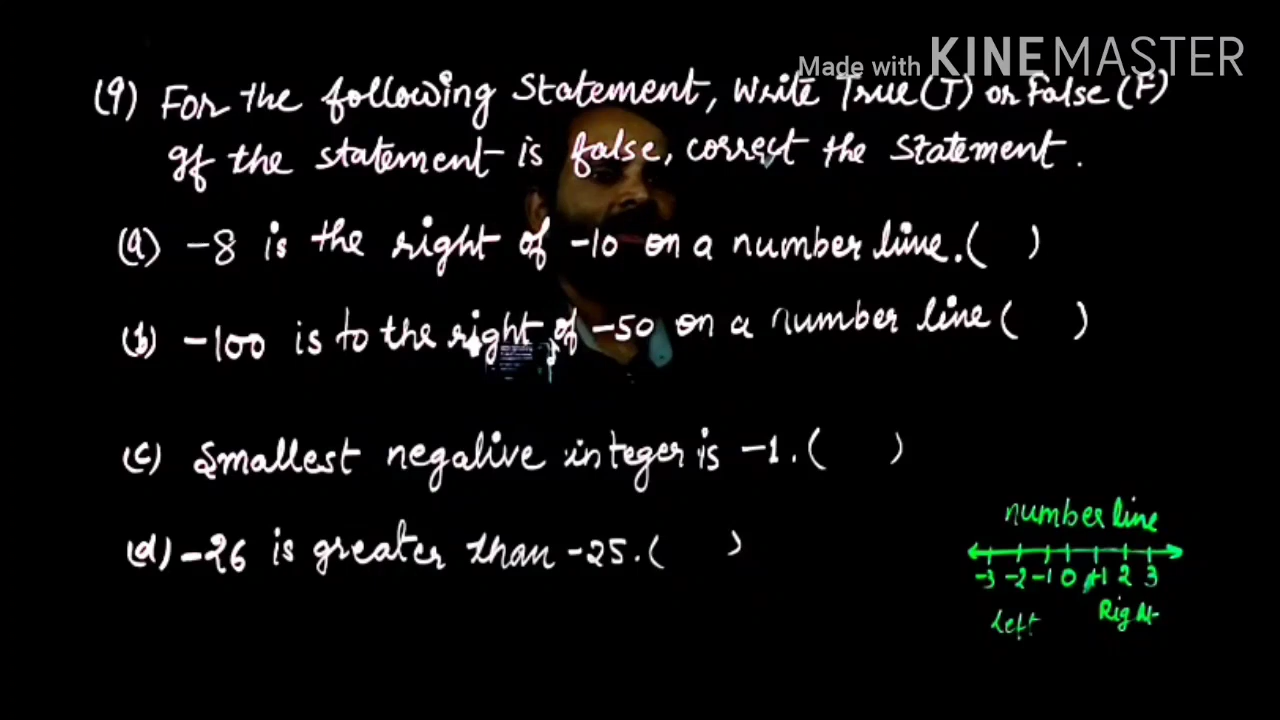 Made with KINEMASTER
(9) For the following Statement, Write True(T) or False (F)
If the statement is false, correct the statement.
(a) -8 is the right of -10 on a number line. ( )
(b) -100 is to the right of -50 on a number line ( )
(c) Smallest negative integer is -1. ( )
(d) -26 is greater than -25. ( )
number line
-3 -2 -1 0 +1 2 3
Left Right